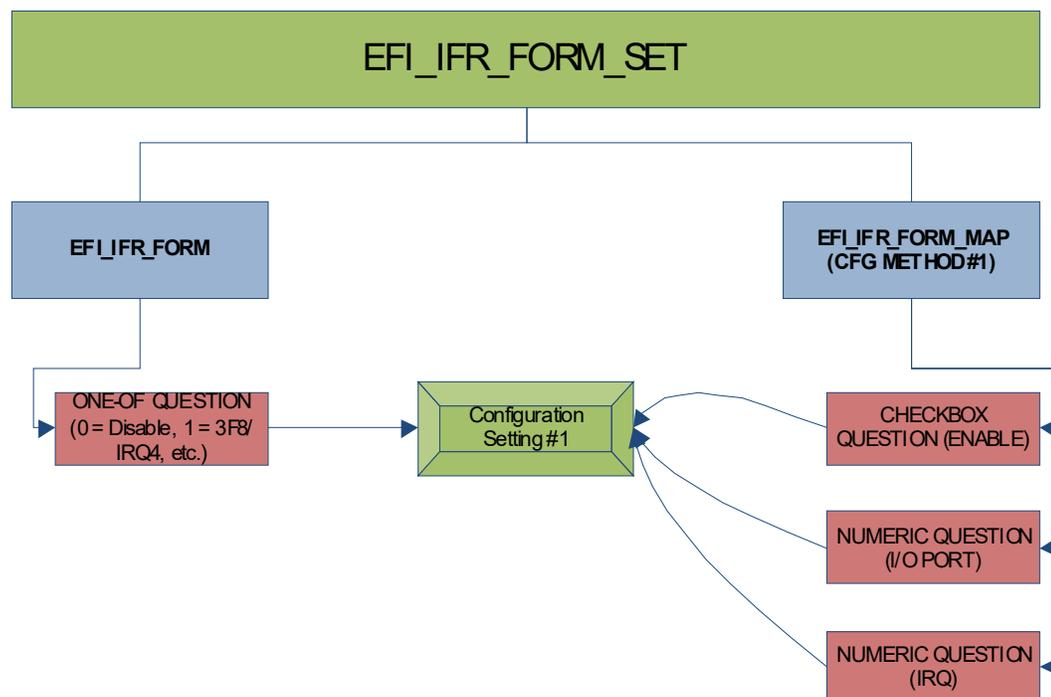 EFI_IFR_FORM_SET
EFI_IFR_FORM
EFI_IFR_FORM_MAP
(CFG METHOD #1)
ONE-OF QUESTION
(0 = Disable, 1 = 3F8/
IRQ4, etc.)
Configuration
Setting #1
CHECKBOX
QUESTION (ENABLE)
NUMERIC QUESTION
(I/O PORT)
NUMERIC QUESTION
(IRQ)